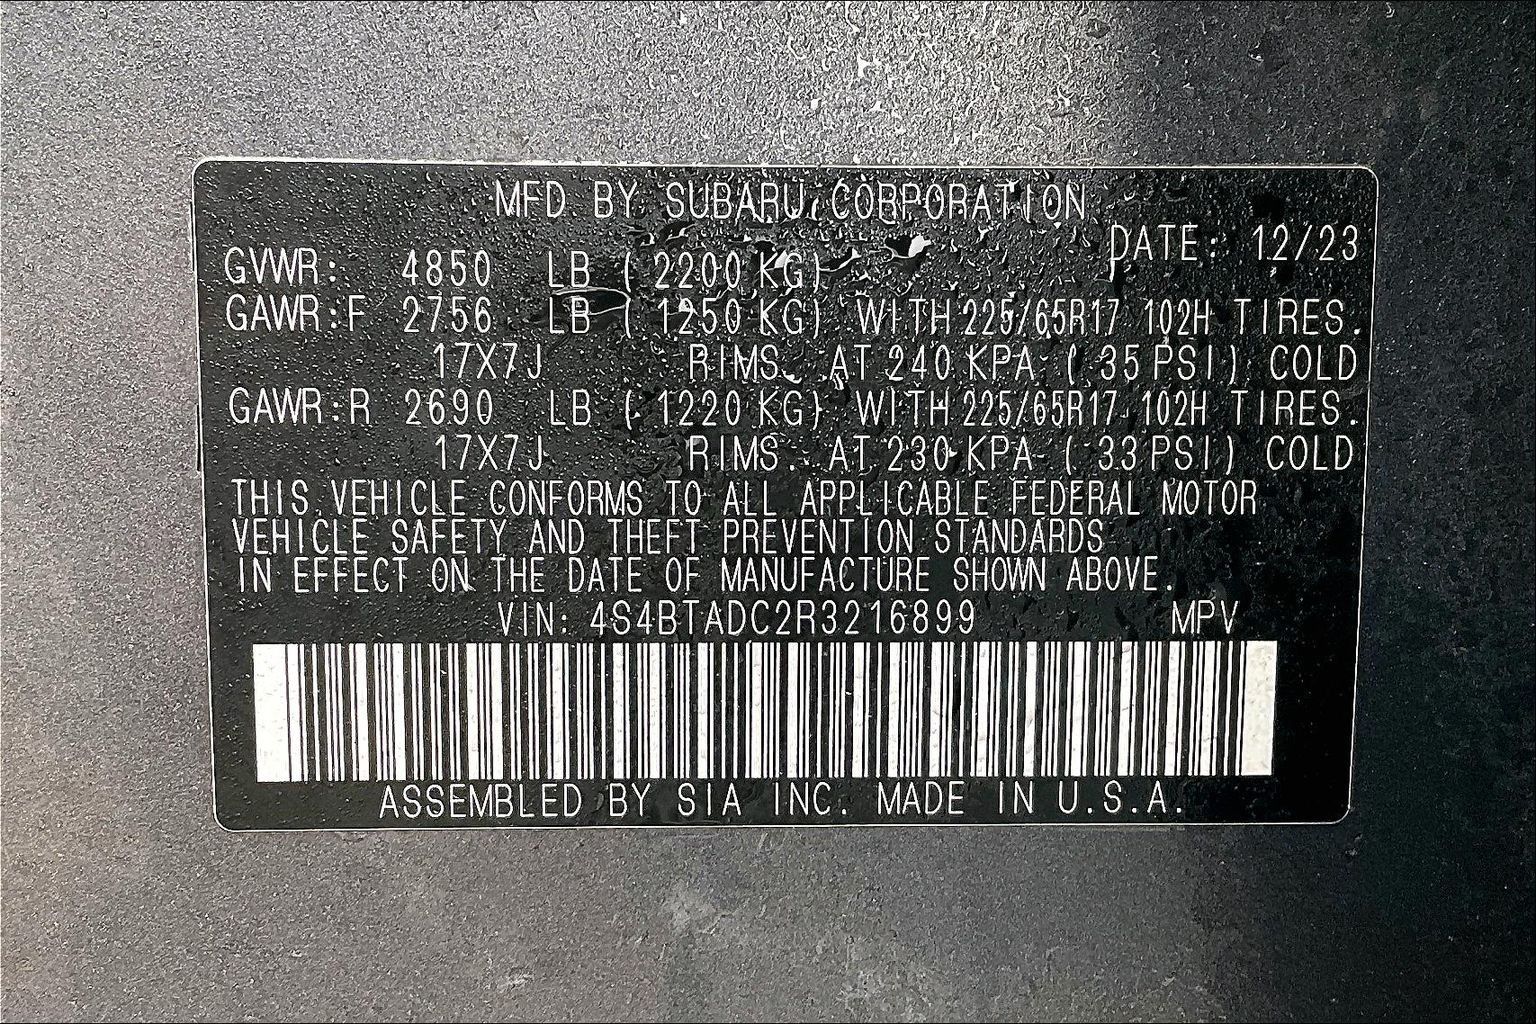 MFD BY SUBARU CORPORATION
DATE: 12/23
GVWR: 4850 LB ( 2200 KG)
GAWR:F 2756 LB ( 1250 KG) WITH 225/65R17 102H TIRES.
17X7J RIMS. AT 240 KPA ( 35 PSI) COLD
GAWR:R 2690 LB ( 1220 KG) WITH 225/65R17 102H TIRES.
17X7J RIMS. AT 230 KPA ( 33 PSI) COLD
THIS VEHICLE CONFORMS TO ALL APPLICABLE FEDERAL MOTOR
VEHICLE SAFETY AND THEFT PREVENTION STANDARDS
IN EFFECT ON THE DATE OF MANUFACTURE SHOWN ABOVE.
VIN: 4S4BTADC2R3216899 MPV
ASSEMBLED BY SIA INC. MADE IN U.S.A.